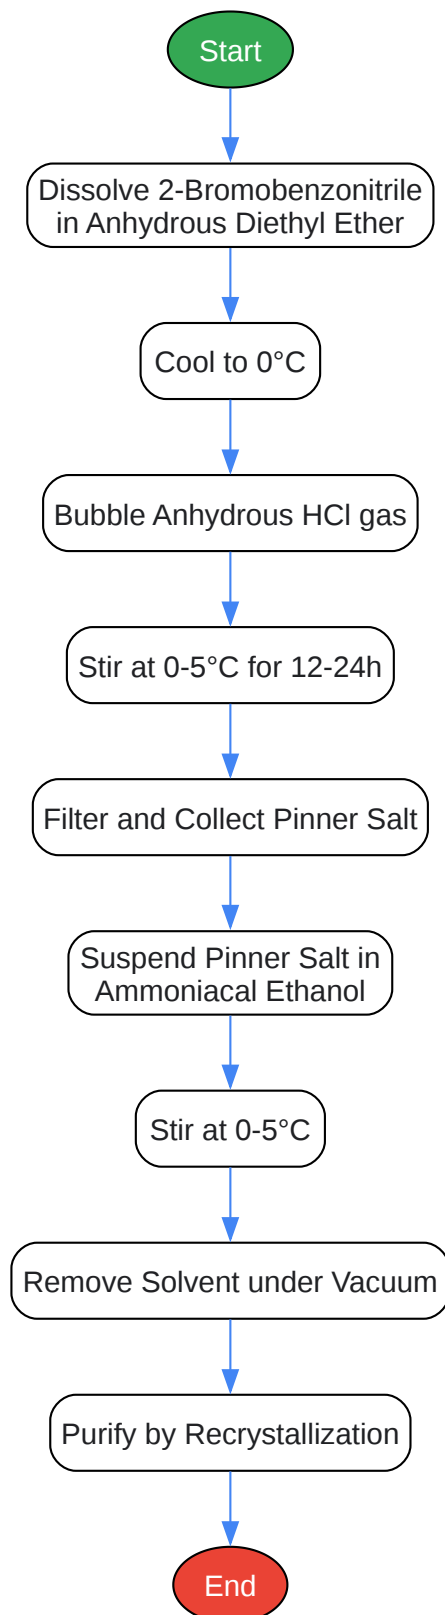 Start
Dissolve 2-Bromobenzonitrile
in Anhydrous Diethyl Ether
Cool to 0°C
Bubble Anhydrous HCl gas
Stir at 0-5°C for 12-24h
Filter and Collect Pinner Salt
Suspend Pinner Salt in
Ammoniacal Ethanol
Stir at 0-5°C
Remove Solvent under Vacuum
Purify by Recrystallization
End